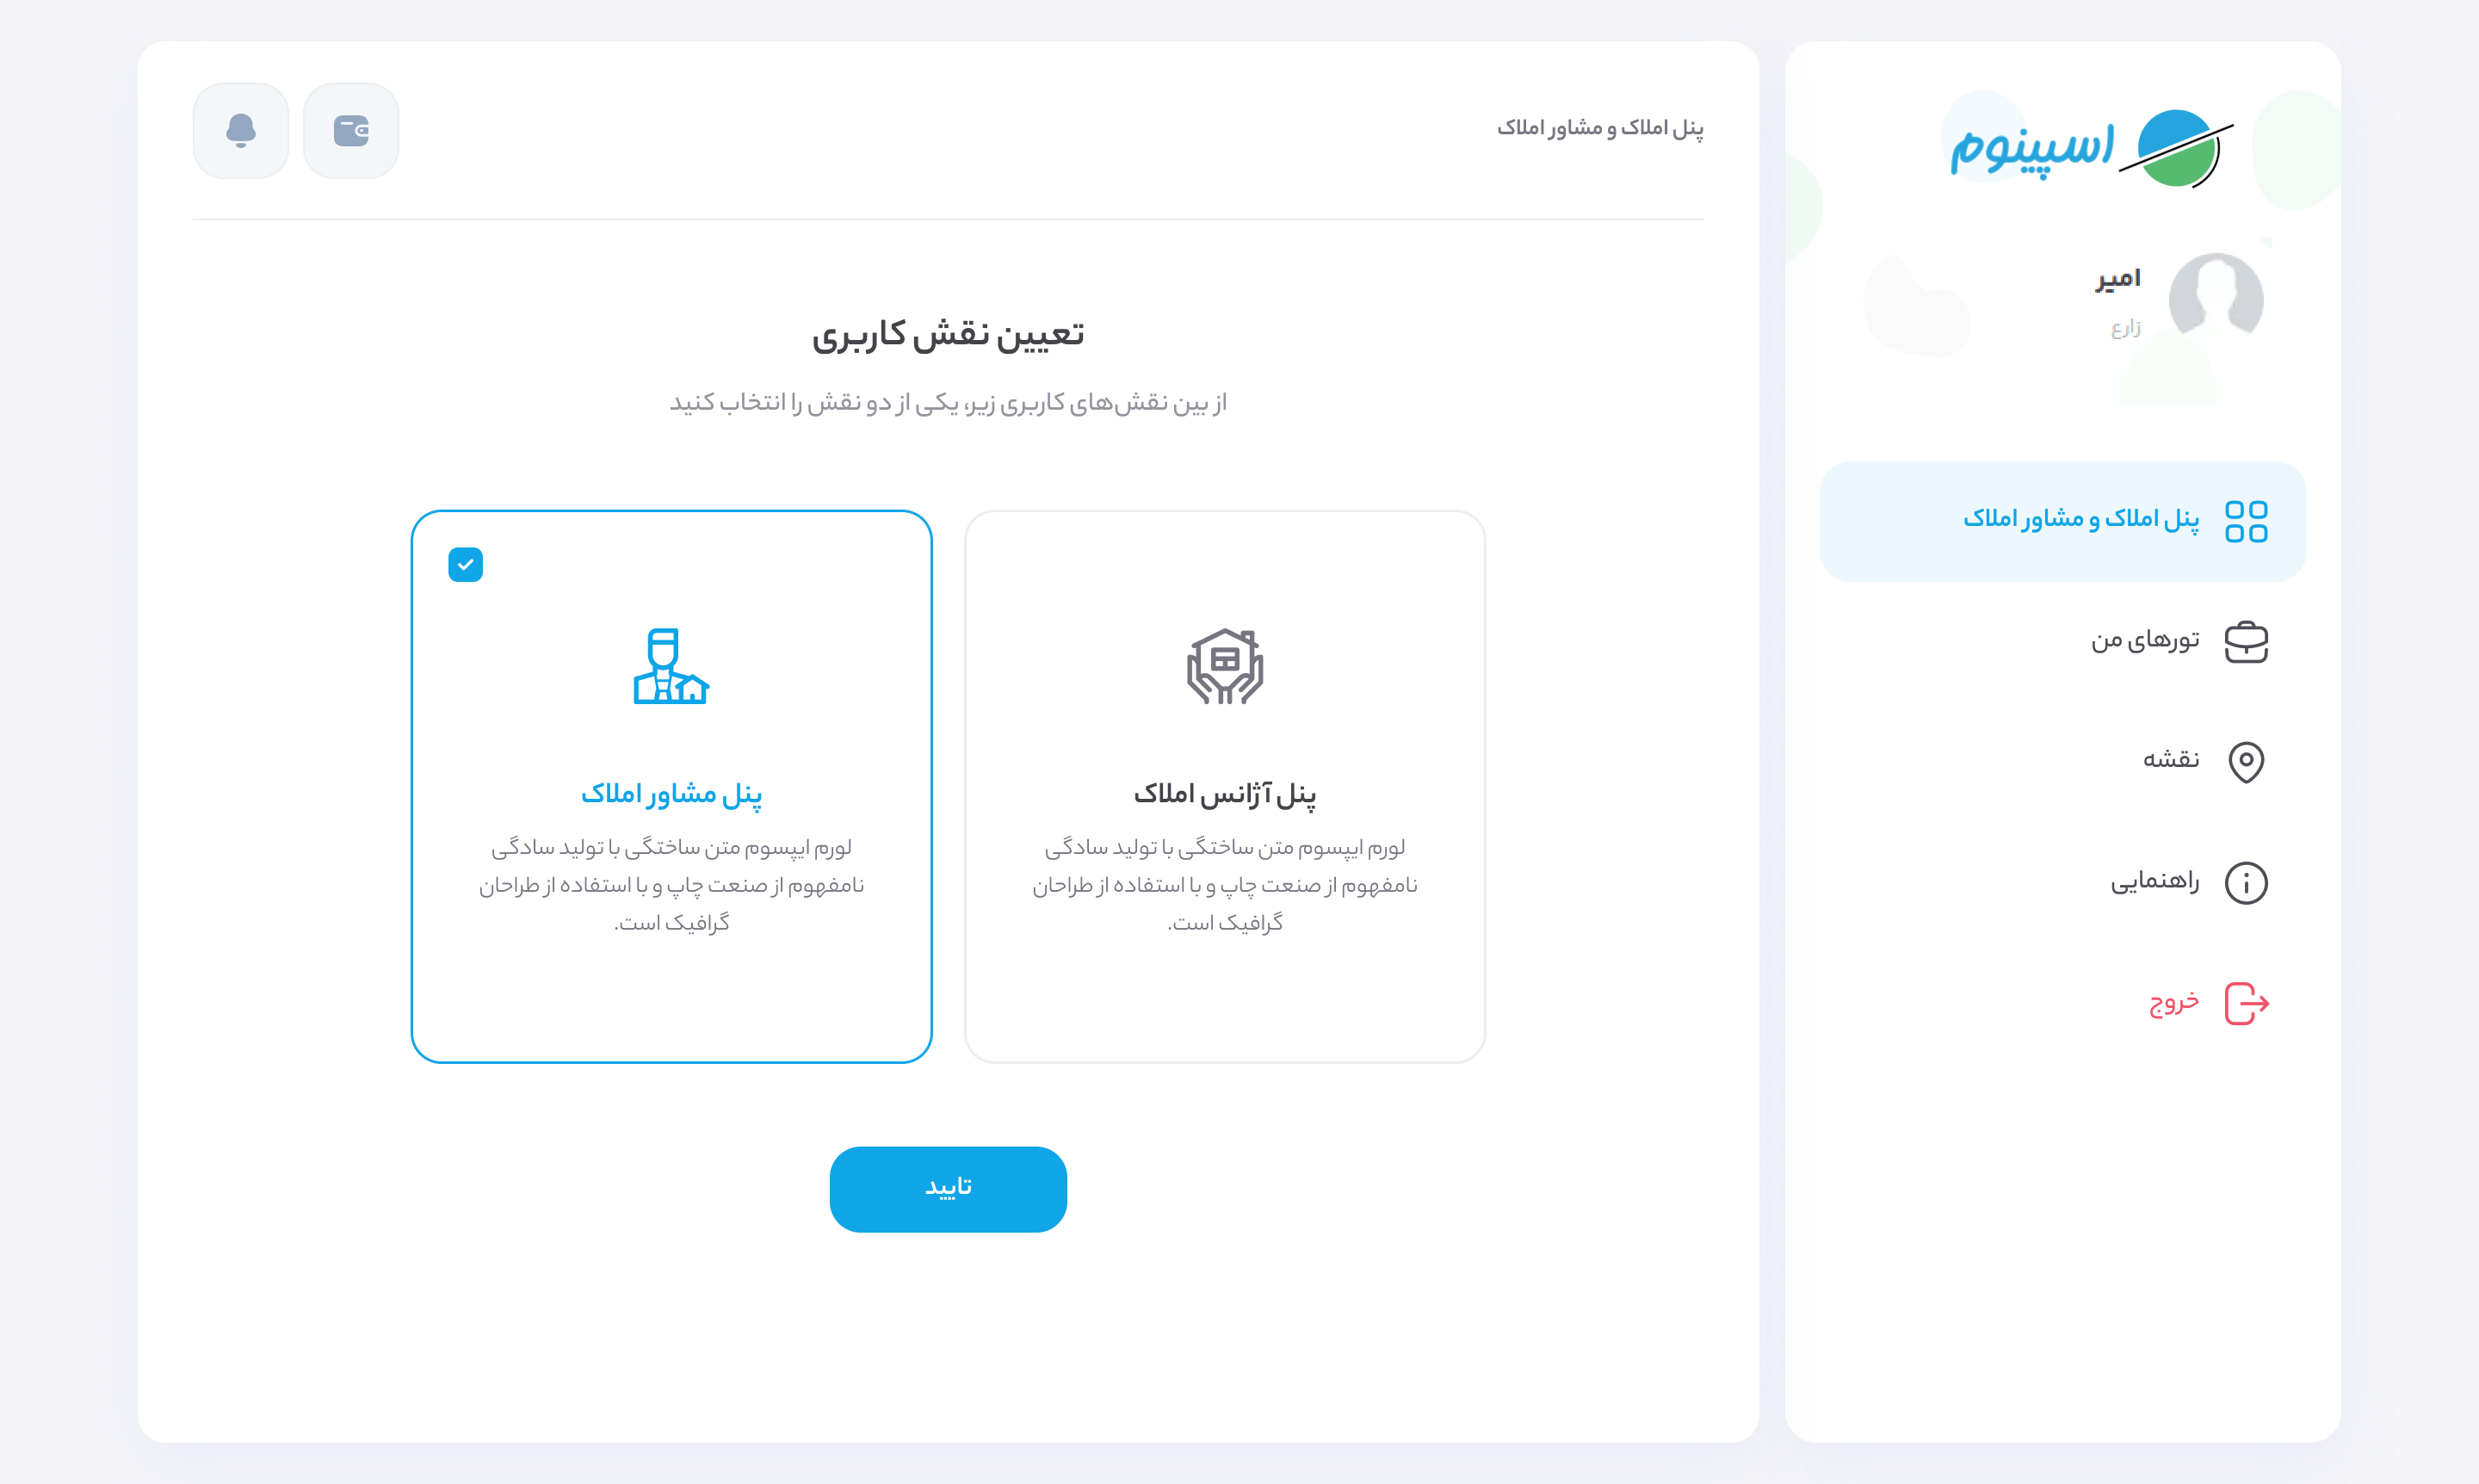 اسپینوم
امیر
زارع
پنل املاک و مشاور املاک
تورهای من
نقشه
راهنمایی
خروج
پنل املاک و مشاور املاک
تعیین نقش کاربری
از بین نقش‌های کاربری زیر، یکی از دو نقش را انتخاب کنید
پنل آژانس املاک
لورم ایپسوم متن ساختگی با تولید سادگی
نامفهوم از صنعت چاپ و با استفاده از طراحان
گرافیک است.
پنل مشاور املاک
لورم ایپسوم متن ساختگی با تولید سادگی
نامفهوم از صنعت چاپ و با استفاده از طراحان
گرافیک است.
تایید